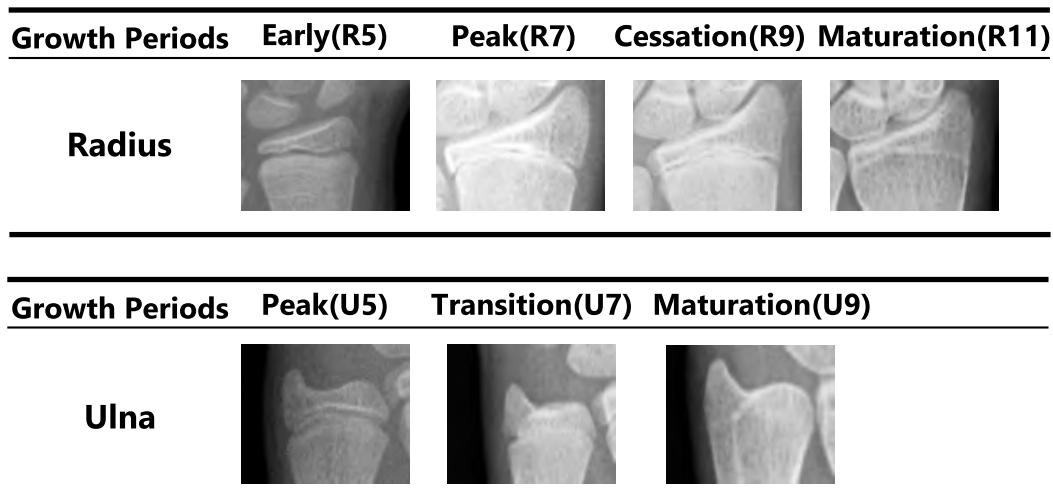 Growth Periods Early(R5) Peak(R7) Cessation(R9) Maturation(R11)
Radius
Growth Periods Peak(U5) Transition(U7) Maturation(U9)
Ulna